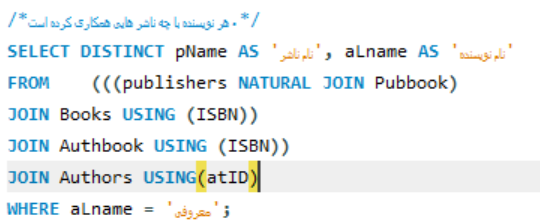 /*۰ هر نویسنده با چه ناشر هایی همکاری کرده است*/
SELECT DISTINCT pName AS 'نام ناشر', aLname AS 'نام نویسنده'
FROM (((publishers NATURAL JOIN Pubbook)
JOIN Books USING (ISBN))
JOIN Authbook USING (ISBN))
JOIN Authors USING(atID)
WHERE aLname = 'معروفی';